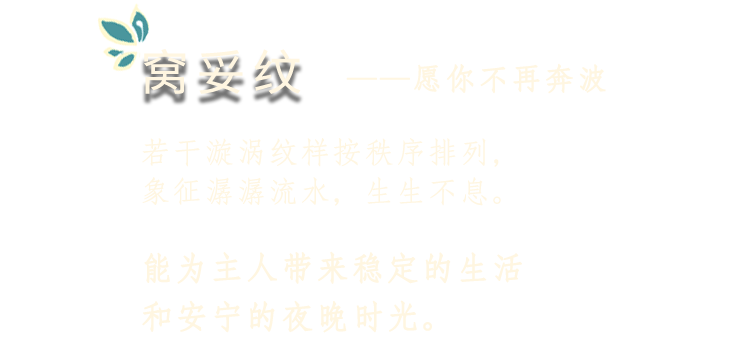 窝妥纹 ——愿你不再奔波
若干漩涡纹样按秩序排列，
象征潺潺流水，生生不息。
能为主人带来稳定的生活
和安宁的夜晚时光。